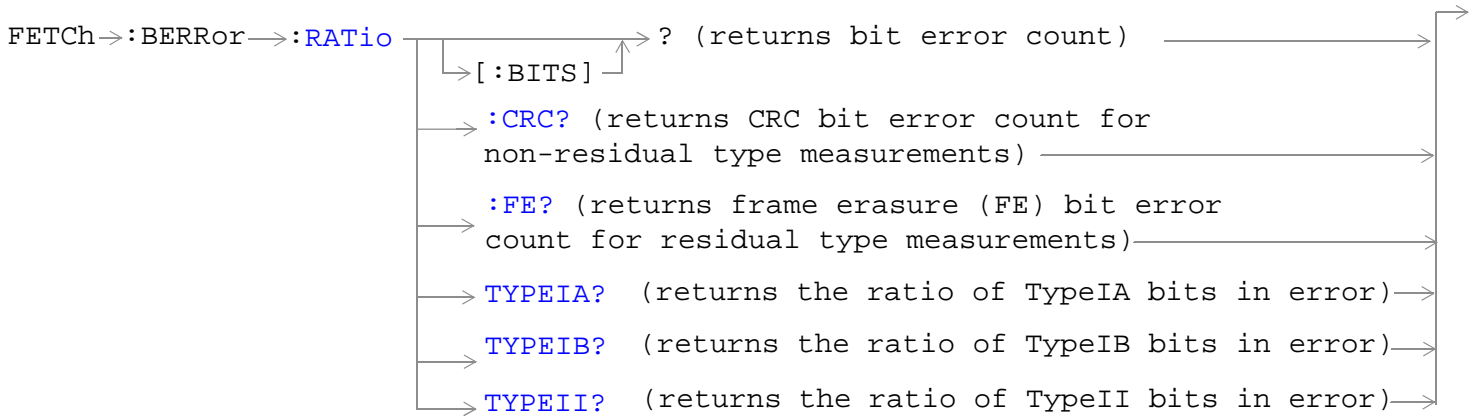 FETCh :BERRor :RATio ? (returns bit error count)
[:BITS]
:CRC? (returns CRC bit error count for
non-residual type measurements)
:FE? (returns frame erasure (FE) bit error
count for residual type measurements)
TYPEIA? (returns the ratio of TypeIA bits in error)
TYPEIB? (returns the ratio of TypeIB bits in error)
TYPEII? (returns the ratio of TypeII bits in error)